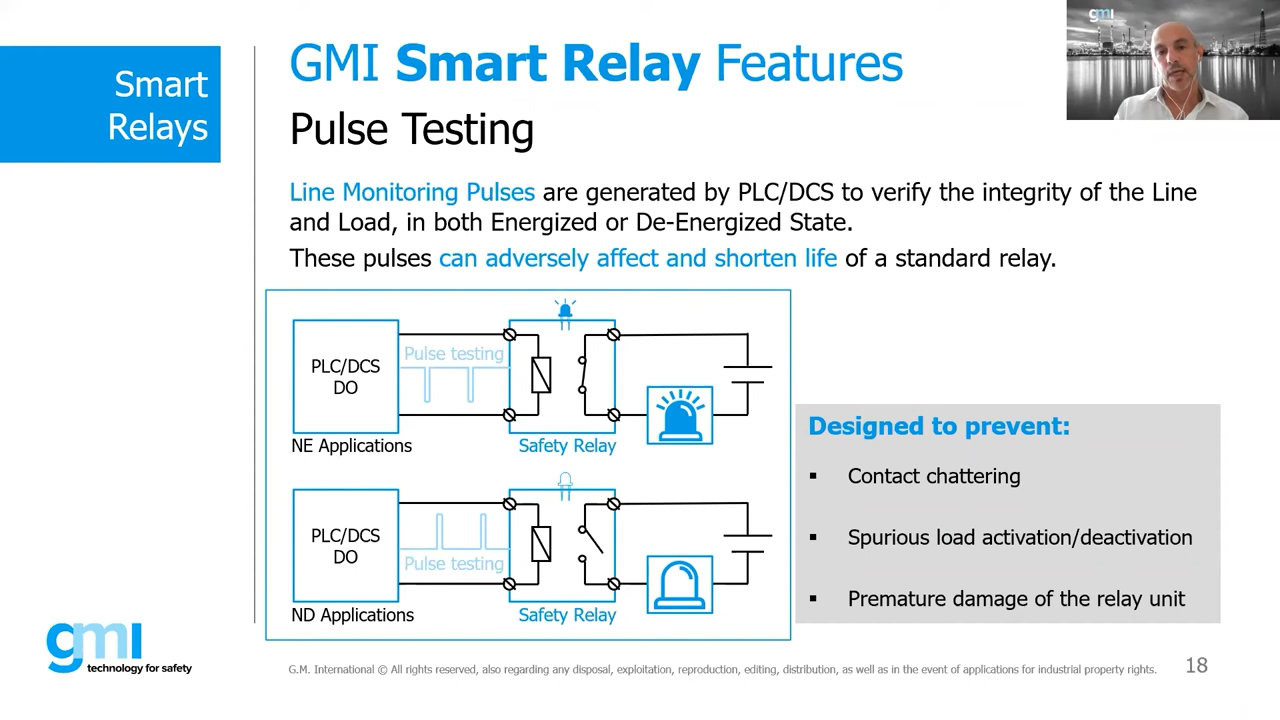 Smart
Relays
GMI Smart Relay Features
Pulse Testing
gmi
Line Monitoring Pulses are generated by PLC/DCS to verify the integrity of the Line
and Load, in both Energized or De-Energized State.
These pulses can adversely affect and shorten life of a standard relay.
PLC/DCS
DO
Pulse testing
NE Applications
Safety Relay
PLC/DCS
DO
Pulse testing
ND Applications
Safety Relay
Designed to prevent:
▪ Contact chattering
▪ Spurious load activation/deactivation
▪ Premature damage of the relay unit
gmi
technology for safety
G.M. International © All rights reserved, also regarding any disposal, exploitation, reproduction, editing, distribution, as well as in the event of applications for industrial property rights.
18